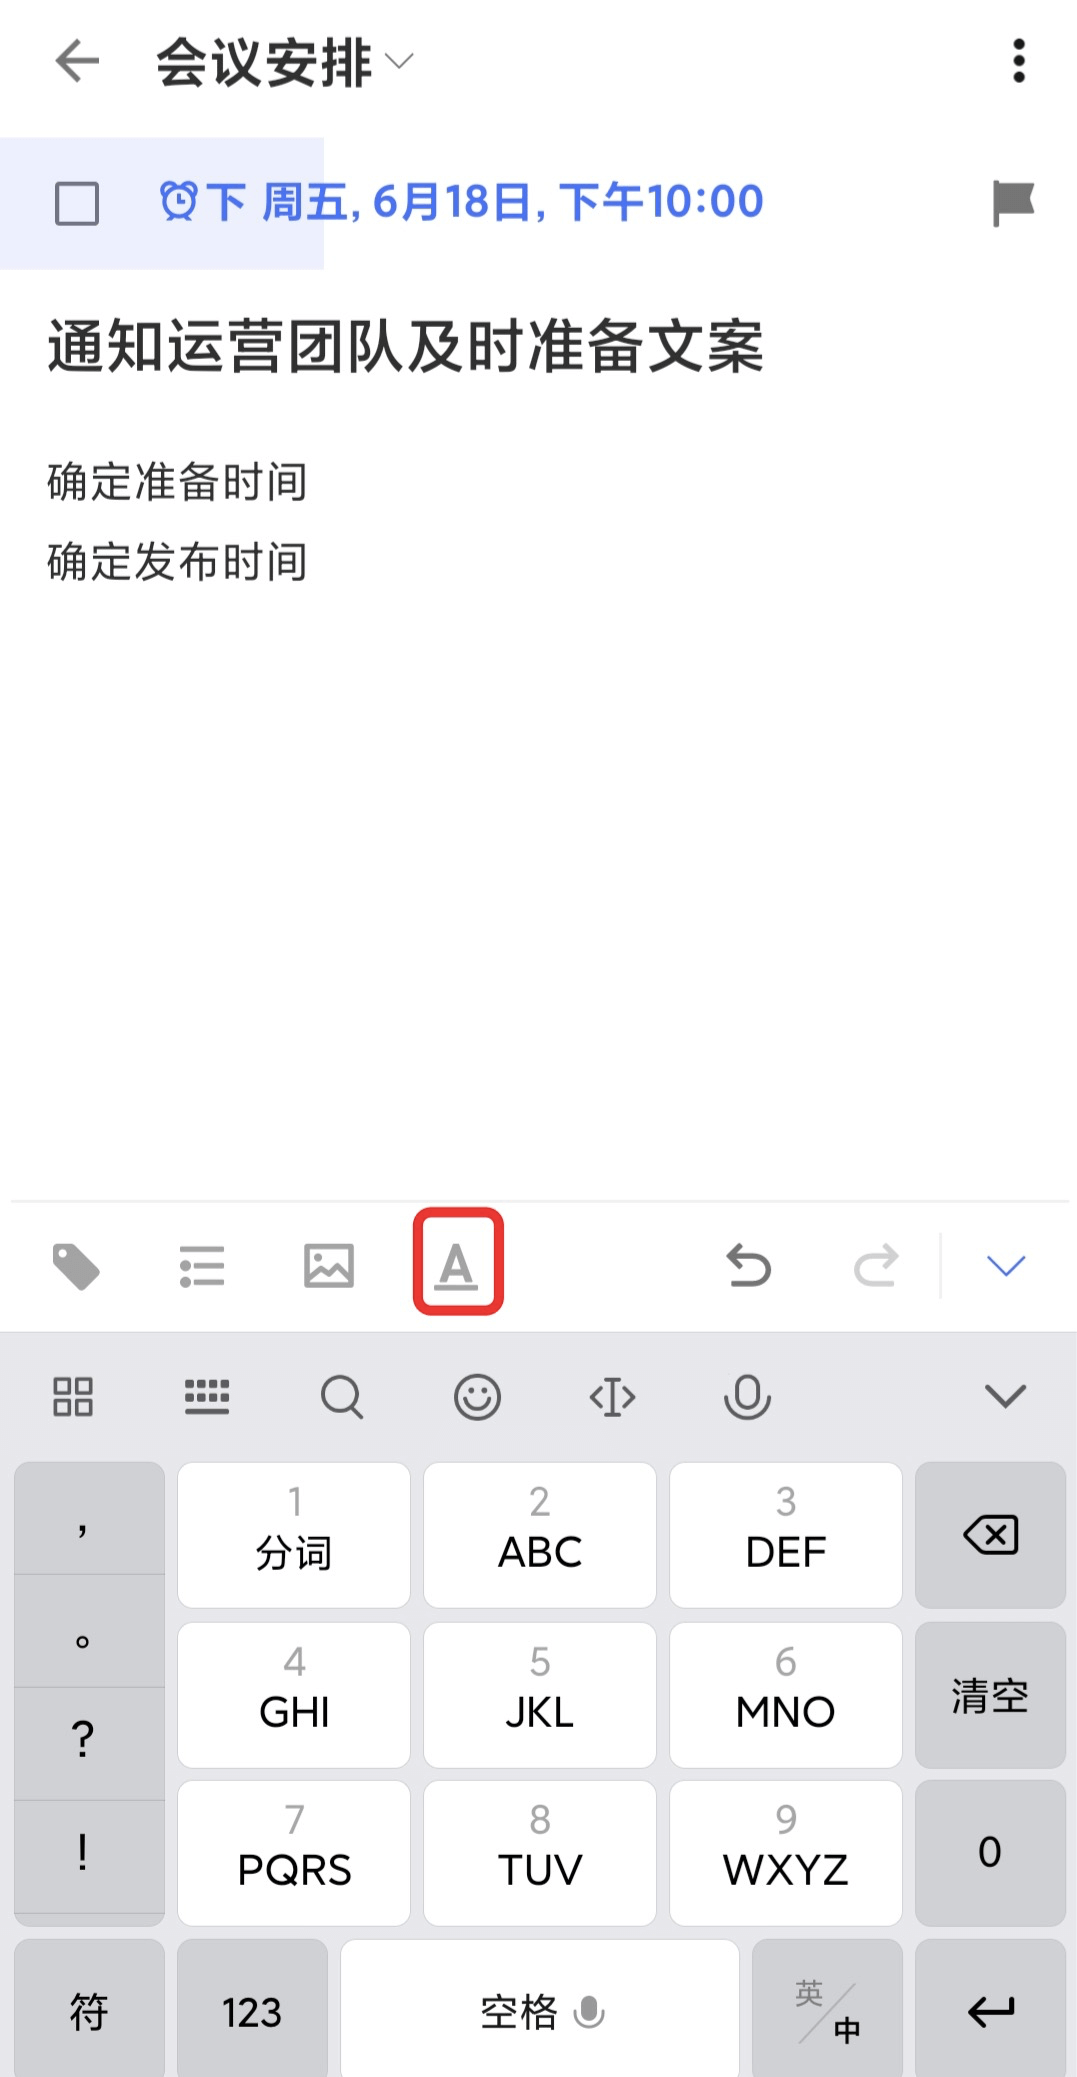 会议安排
下 周五, 6月18日, 下午10:00
通知运营团队及时准备文案
确定准备时间
确定发布时间
A
, 1 2 3
分词 ABC DEF
。 4 5 6 清空
GHI JKL MNO
?
! 7 8 9 0
PQRS TUV WXYZ
符 123 空格 英 中